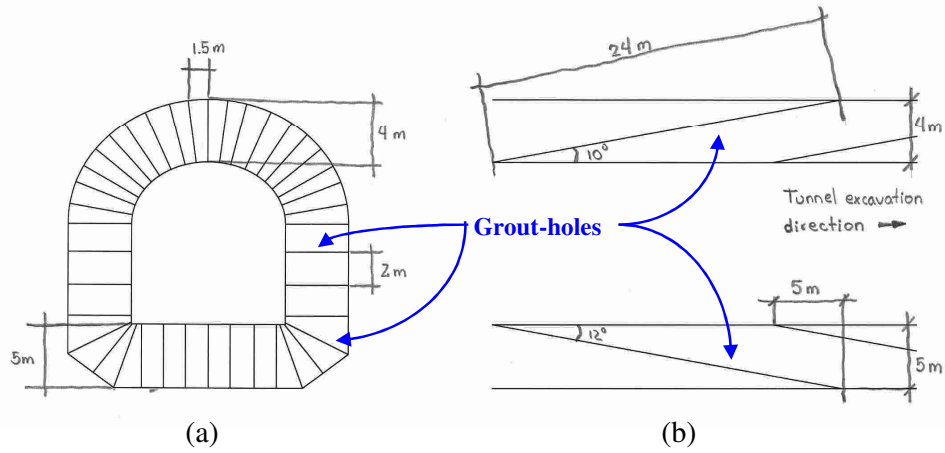 1.5m
4m
2m
5m
(a)
24m
10°
4m
Grout-holes
Tunnel excavation
direction
5m
12°
5m
(b)